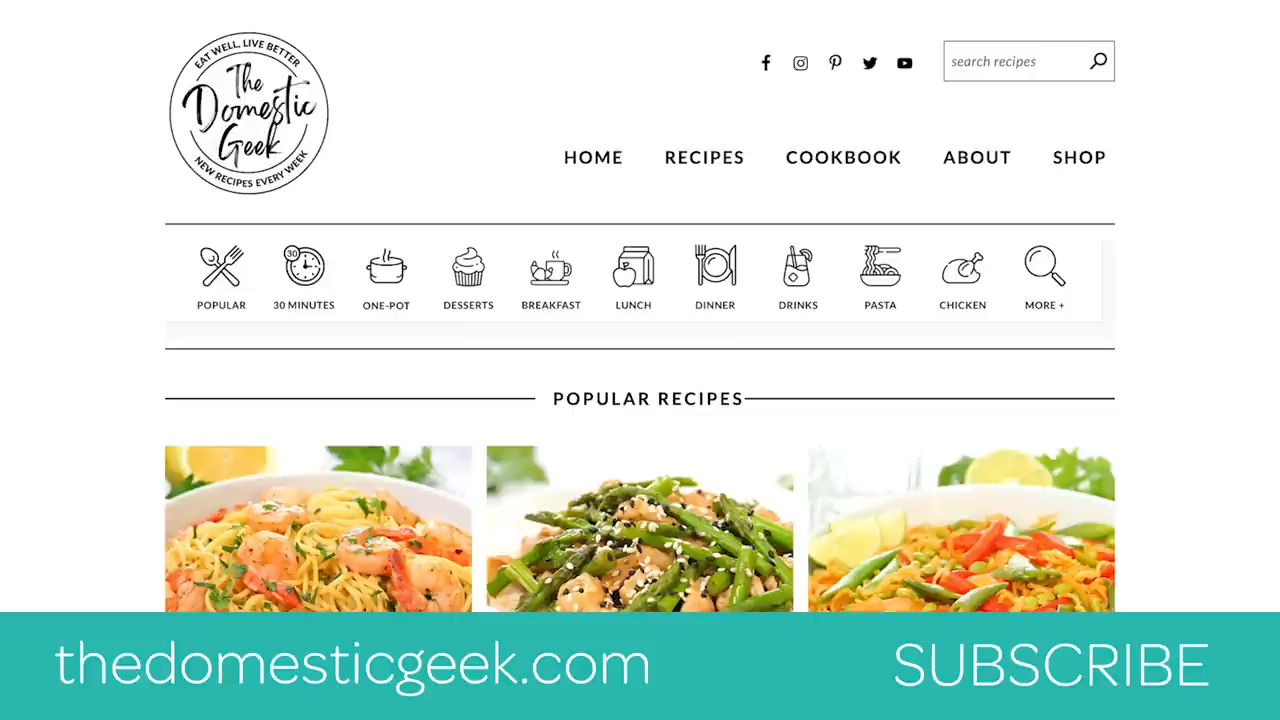 EAT WELL, LIVE BETTER
The
Domestic
Geek
NEW RECIPES EVERY WEEK
search recipes
HOME RECIPES COOKBOOK ABOUT SHOP
30
POPULAR 30 MINUTES ONE-POT DESSERTS BREAKFAST LUNCH DINNER DRINKS PASTA CHICKEN MORE +
POPULAR RECIPES
thedomesticgeek.com SUBSCRIBE